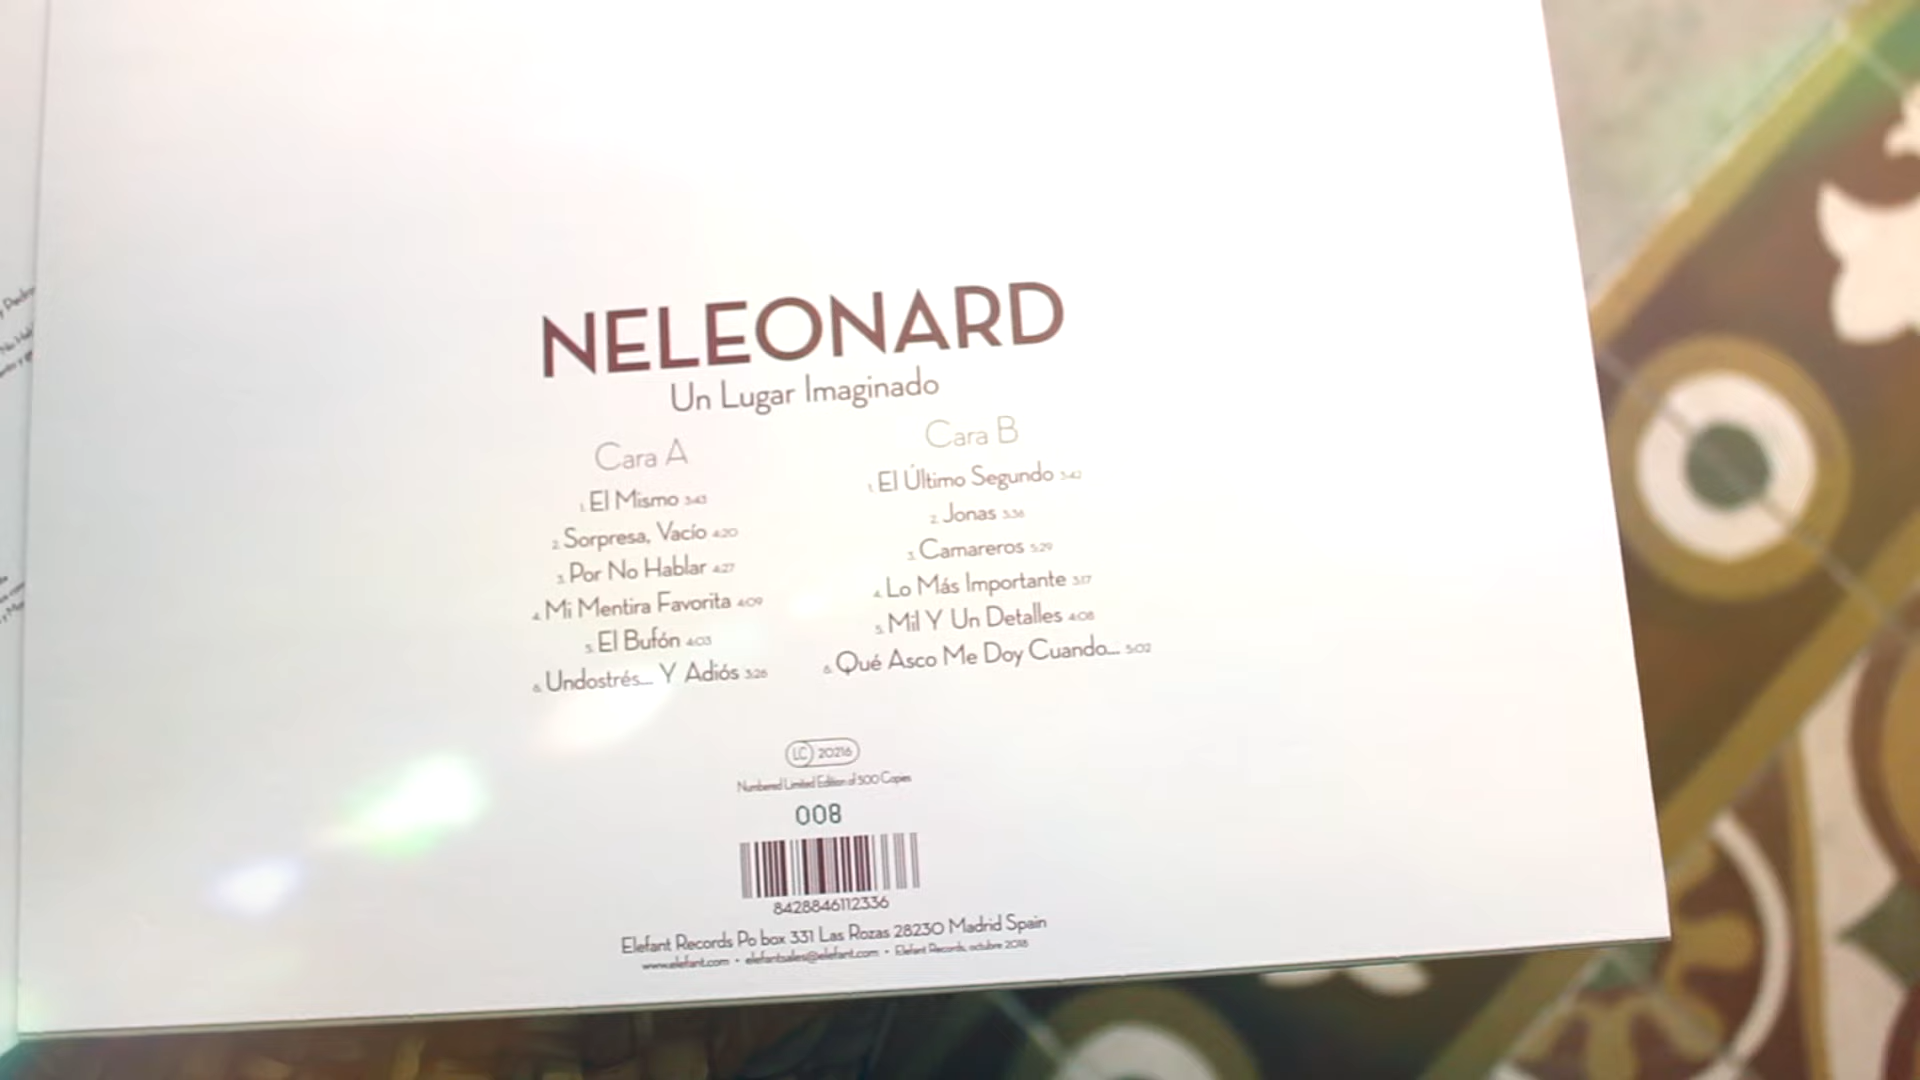 NELEONARD
Un Lugar Imaginado
Cara A
1. El Mismo 3:43
2. Sorpresa, Vacío 4:20
3. Por No Hablar 4:27
4. Mi Mentira Favorita 4:09
5. El Bufón 4:03
6. Undostrés... Y Adiós 3:26
Cara B
1. El Último Segundo 3:42
2. Jonas 3:36
3. Camareros 5:29
4. Lo Más Importante 3:17
5. Mil Y Un Detalles 4:08
6. Qué Asco Me Doy Cuando... 5:02
LC 20216
Numbered Limited Edition of 500 Copies
008
8428846112336
Elefant Records Po box 331 Las Rozas 28230 Madrid Spain
www.elefant.com • elefantsales@elefant.com • Elefant Records, octubre 2018